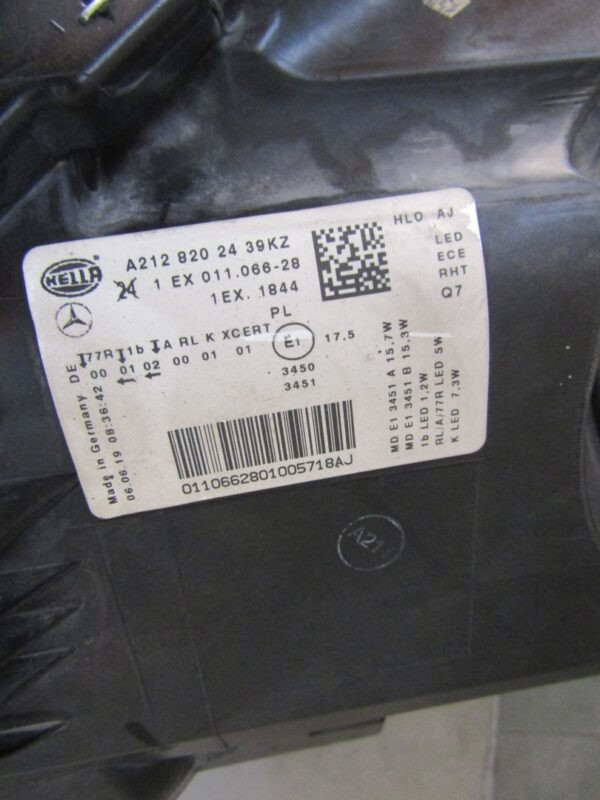 HELLA
A212 820 24 39KZ
24 1 EX 011.066-28
1EX. 1844
PL
77R 1b A RL K XCERT E1 17,5
00 01 02 00 01 01
3450
3451
HLO AJ
LED
ECE
RHT
Q7
Made in Germany DE
06.06.19 08:36:42
MD E1 3451 A 15,7W
MD E1 3451 B 15,3W
1b LED 1,2W
RL/A/77R LED/ 5W
K LED 7,3W
01106628010057​18AJ